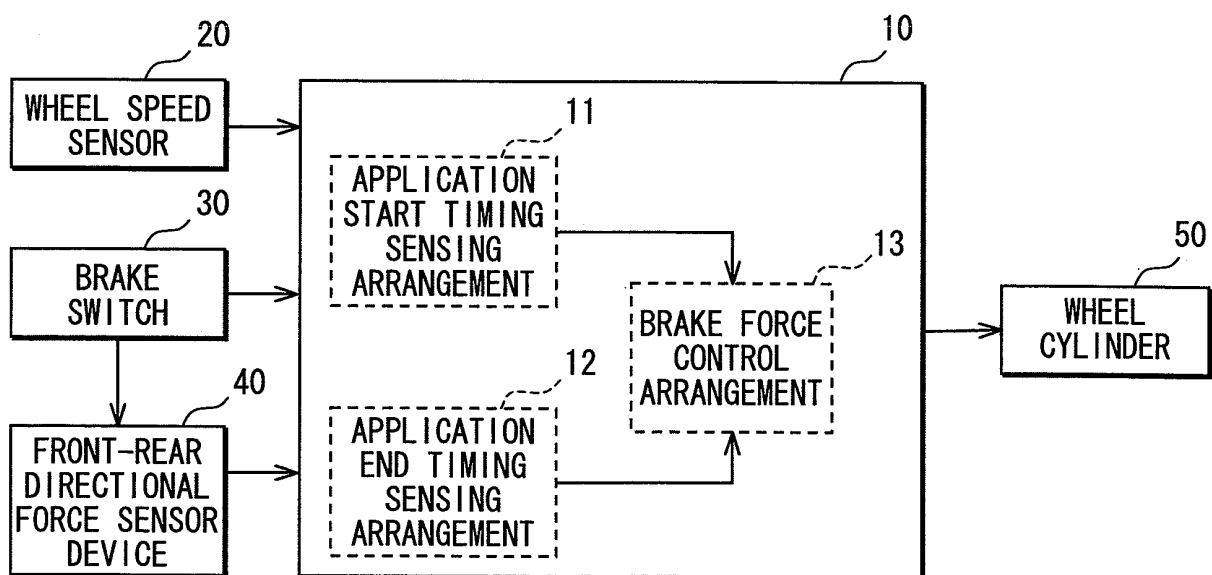 20
WHEEL SPEED
SENSOR
30
BRAKE
SWITCH
40
FRONT-REAR
DIRECTIONAL
FORCE SENSOR
DEVICE
10
11
APPLICATION
START TIMING
SENSING
ARRANGEMENT
12
APPLICATION
END TIMING
SENSING
ARRANGEMENT
13
BRAKE FORCE
CONTROL
ARRANGEMENT
50
WHEEL
CYLINDER